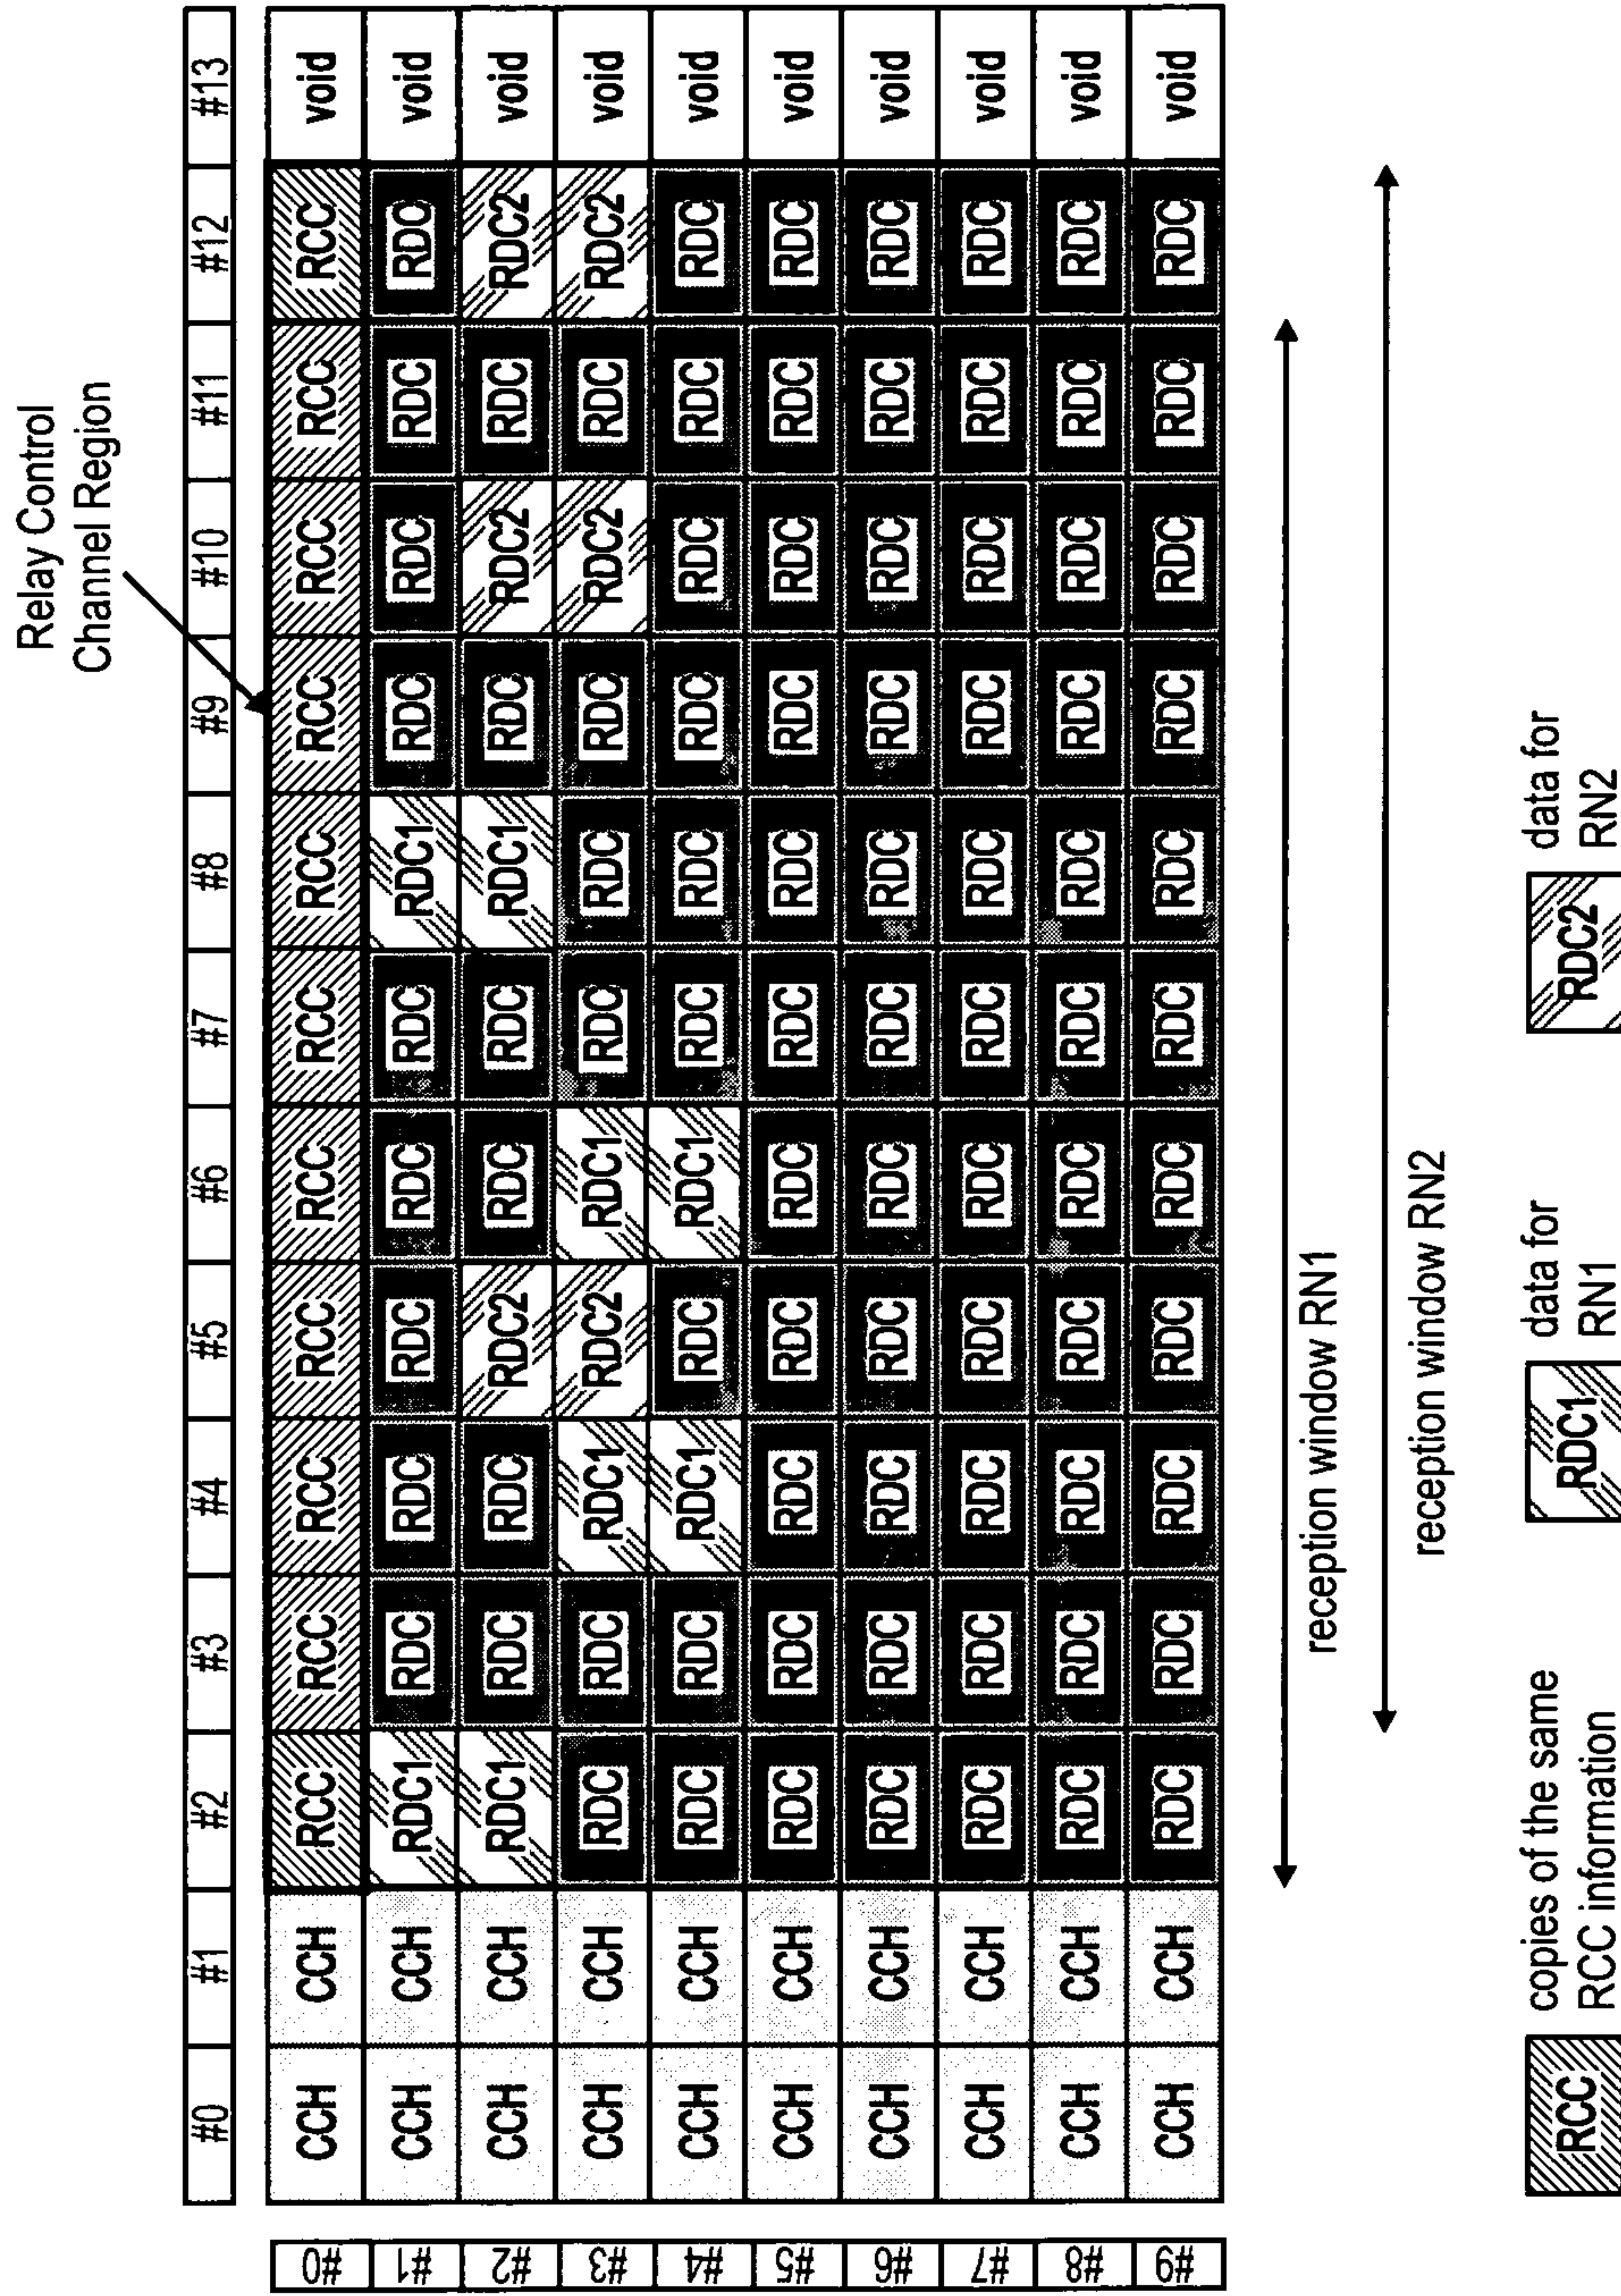 Relay Control
Channel Region
#0 #1 #2 #3 #4 #5 #6 #7 #8 #9 #10 #11 #12 #13
#0 CCH CCH RCC RCC RCC RCC RCC RCC RCC RCC RCC RCC RCC void
#1 CCH CCH RDC1 RDC RDC RDC RDC RDC RDC1 RDC RDC RDC RDC void
#2 CCH CCH RDC1 RDC RDC RDC2 RDC RDC RDC1 RDC RDC2 RDC RDC2 void
#3 CCH CCH RDC RDC RDC1 RDC2 RDC1 RDC RDC RDC RDC2 RDC RDC2 void
#4 CCH CCH RDC RDC RDC1 RDC RDC1 RDC RDC RDC RDC RDC RDC void
#5 CCH CCH RDC RDC RDC RDC RDC RDC RDC RDC RDC RDC RDC void
#6 CCH CCH RDC RDC RDC RDC RDC RDC RDC RDC RDC RDC RDC void
#7 CCH CCH RDC RDC RDC RDC RDC RDC RDC RDC RDC RDC RDC void
#8 CCH CCH RDC RDC RDC RDC RDC RDC RDC RDC RDC RDC RDC void
#9 CCH CCH RDC RDC RDC RDC RDC RDC RDC RDC RDC RDC RDC void
reception window RN1
reception window RN2
RCC
copies of the same
RCC information
RDC1
data for
RN1
RDC2
data for
RN2